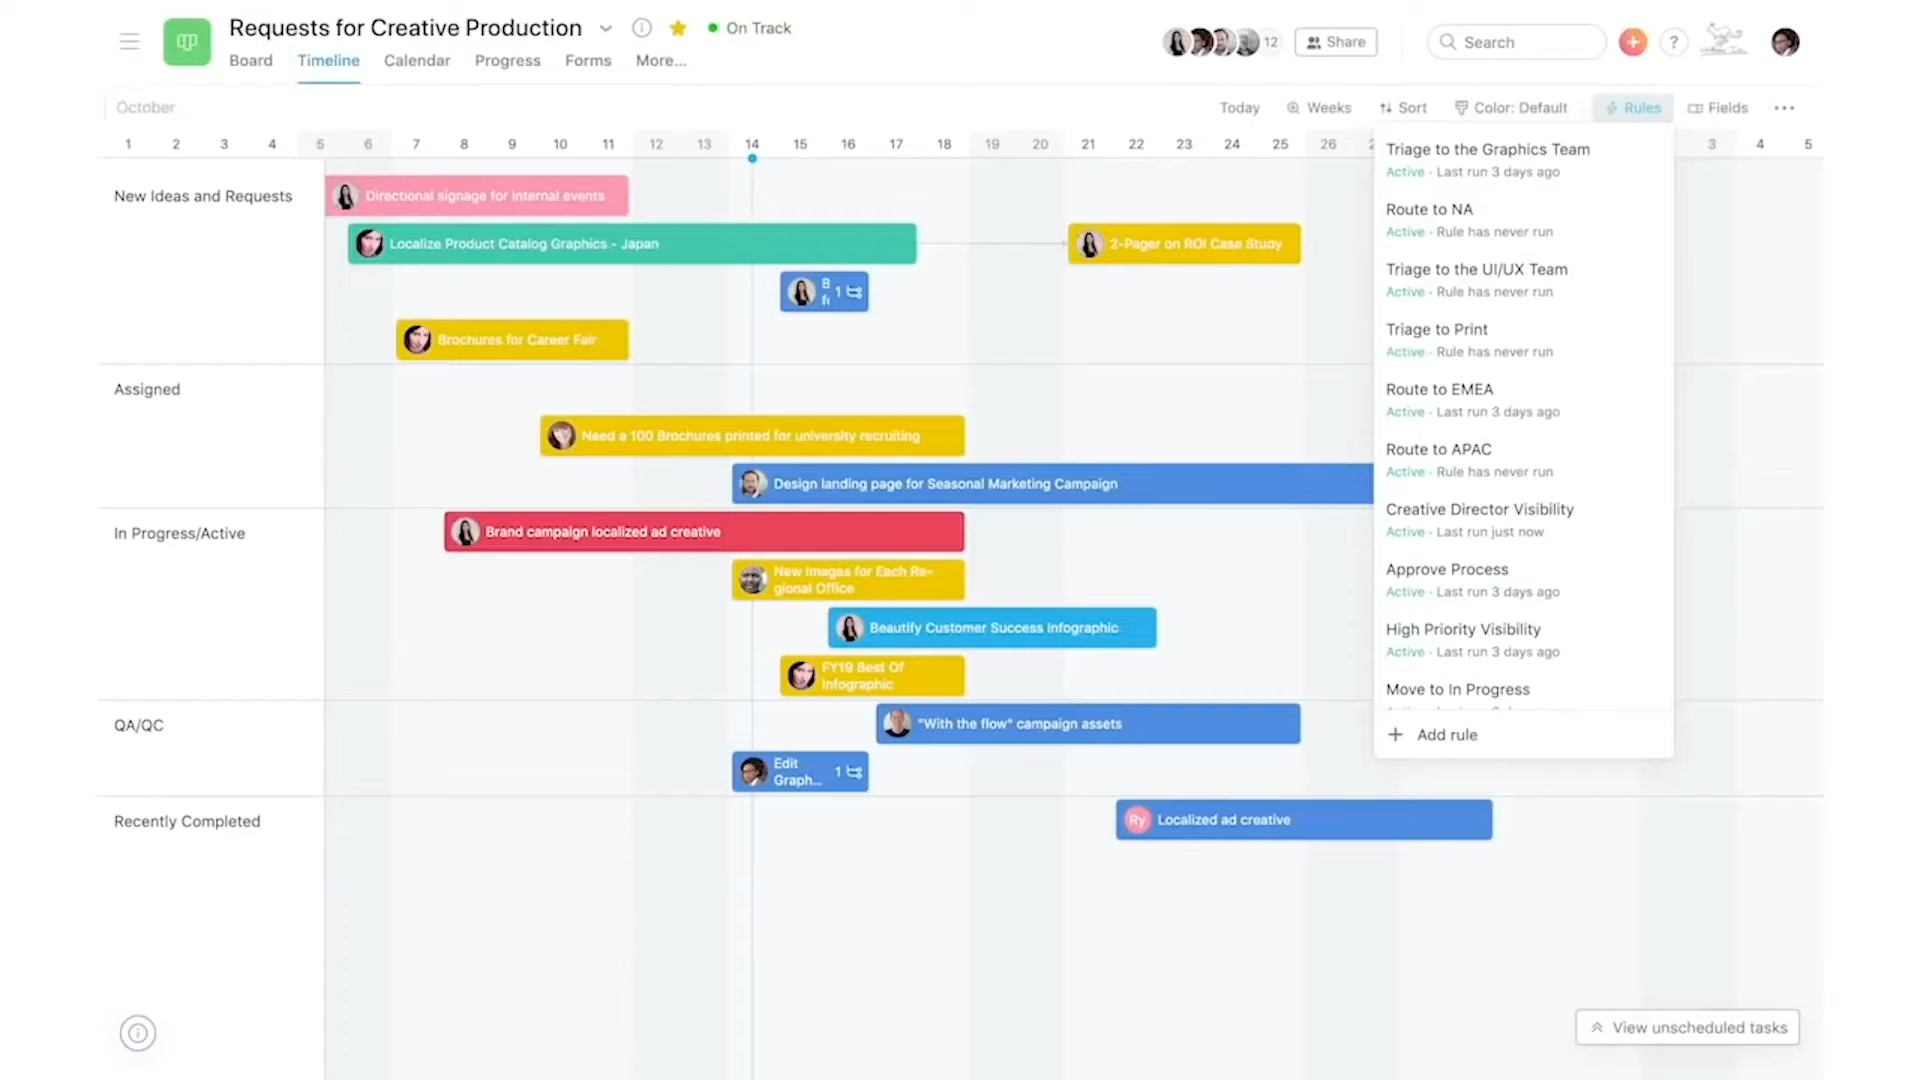 Requests for Creative Production
On Track
Board
Timeline
Calendar
Progress
Forms
More...
12
Share
Search
?
October
Today
Weeks
Sort
Color: Default
Rules
Fields
1 2 3 4 5 6 7 8 9 10 11 12 13 14 15 16 17 18 19 20 21 22 23 24 25 26 3 4 5
New Ideas and Requests
Directional signage for internal events
Localize Product Catalog Graphics - Japan
2-Pager on ROI Case Study
1
Brochures for Career Fair
Assigned
Need a 100 Brochures printed for university recruiting
Design landing page for Seasonal Marketing Campaign
In Progress/Active
Brand campaign localized ad creative
New Images for Each Re-
gional Office
Beautify Customer Success Infographic
FY19 Best Of
Infographic
QA/QC
"With the flow" campaign assets
Edit
Graph...
1
Recently Completed
Ry
Localized ad creative
Triage to the Graphics Team
Active · Last run 3 days ago
Route to NA
Active · Rule has never run
Triage to the UI/UX Team
Active · Rule has never run
Triage to Print
Active · Rule has never run
Route to EMEA
Active · Last run 3 days ago
Route to APAC
Active · Rule has never run
Creative Director Visibility
Active · Last run just now
Approve Process
Active · Last run 3 days ago
High Priority Visibility
Active · Last run 3 days ago
Move to In Progress
+ Add rule
View unscheduled tasks